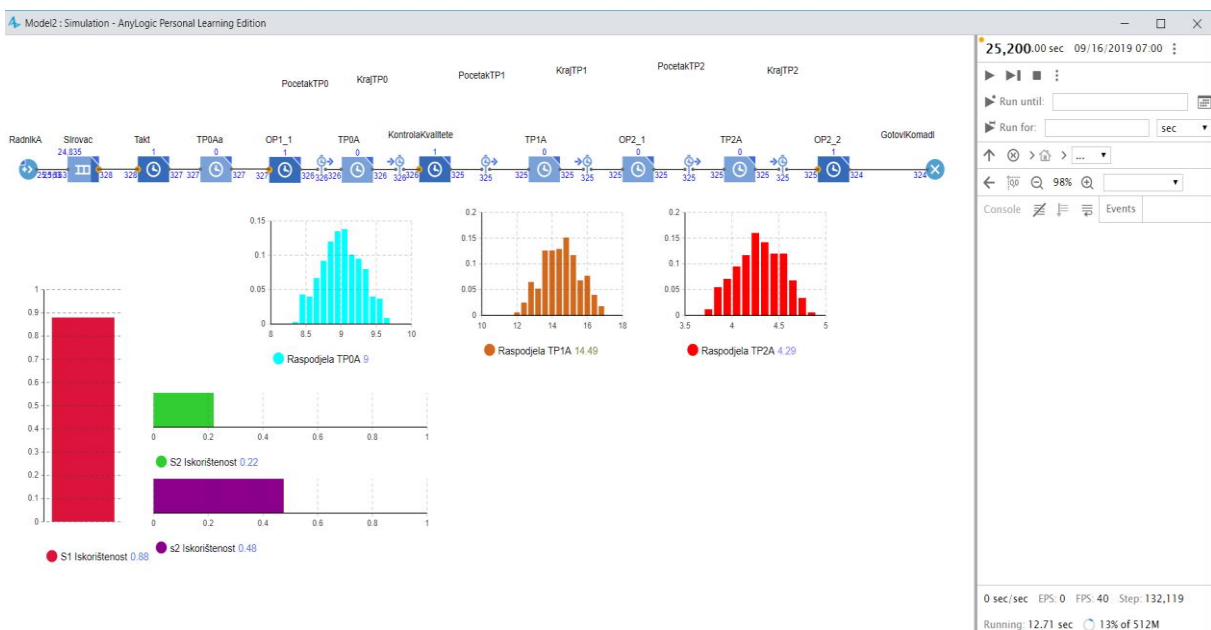 Model2 : Simulation - AnyLogic Personal Learning Edition
25,200.00 sec 09/16/2019 07:00
Run until:
Run for: sec
...
98%
Console Events
PocetakTP0 KrajTP0 PocetakTP1 KrajTP1 PocetakTP2 KrajTP2
RadnikA Sirovac Takt TP0Aa OP1_1 TP0A KontrolaKvalitete TP1A OP2_1 TP2A OP2_2 GotoviKomadi
24,835 1 0 1 0 1 0 0 0 1
328 328 327 327 327 327 326 326 326 326 326 325 325 325 325 325 325 325 325 325 324 324
0.15
0.1
0.05
0
8 8.5 9 9.5 10
Raspodjela TP0A 9
0.2
0.15
0.1
0.05
0
10 12 14 16 18
Raspodjela TP1A 14.49
0.2
0.15
0.1
0.05
0
3.5 4 4.5 5
Raspodjela TP2A 4.29
1
0.9
0.8
0.7
0.6
0.5
0.4
0.3
0.2
0.1
0
S1 Iskorištenost 0.88
0 0.2 0.4 0.6 0.8 1
S2 Iskorištenost 0.22
0 0.2 0.4 0.6 0.8 1
s2 Iskorištenost 0.48
0 sec/sec EPS: 0 FPS: 40 Step: 132,119
Running: 12.71 sec 13% of 512M